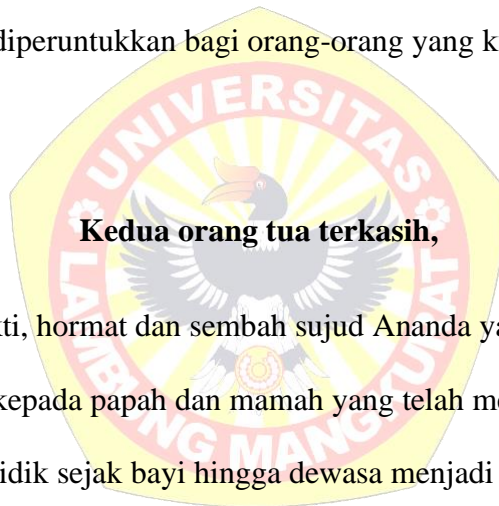 diperuntukkan bagi orang-orang yang
UNIVERSITAS
Kedua orang tua terkasih,
hormat dan sembah sujud Ananda
kepada papah dan mamah yang telah
sejak bayi hingga dewasa menjadi
LAMBUNG MANGKURAT